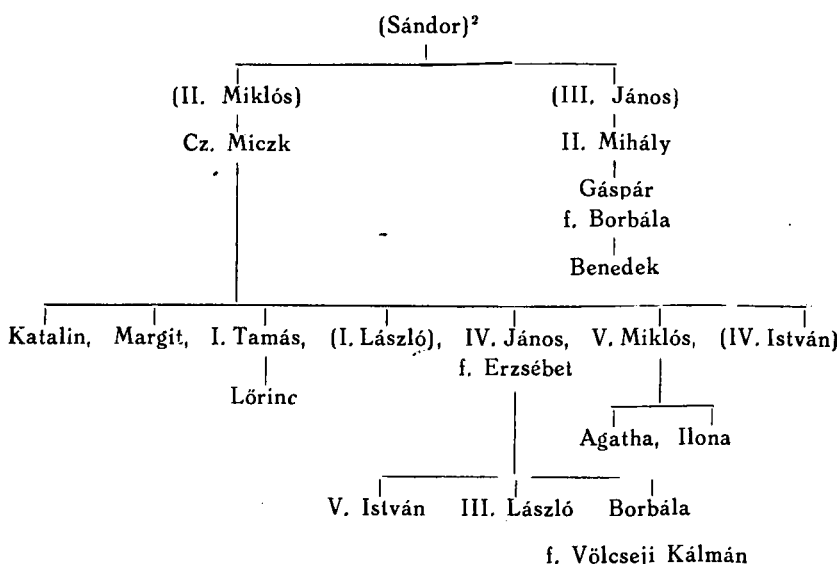 (Sándor)²
(II. Miklós) (III. János)
Cz. Miczk II. Mihály
Gáspár
f. Borbála
Benedek
Katalin, Margit, I. Tamás, (I. László), IV. János, V. Miklós, (IV. István)
f. Erzsébet
Lőrinc
Agatha, Ilona
V. István III. László Borbála
f. Völcseji Kálmán